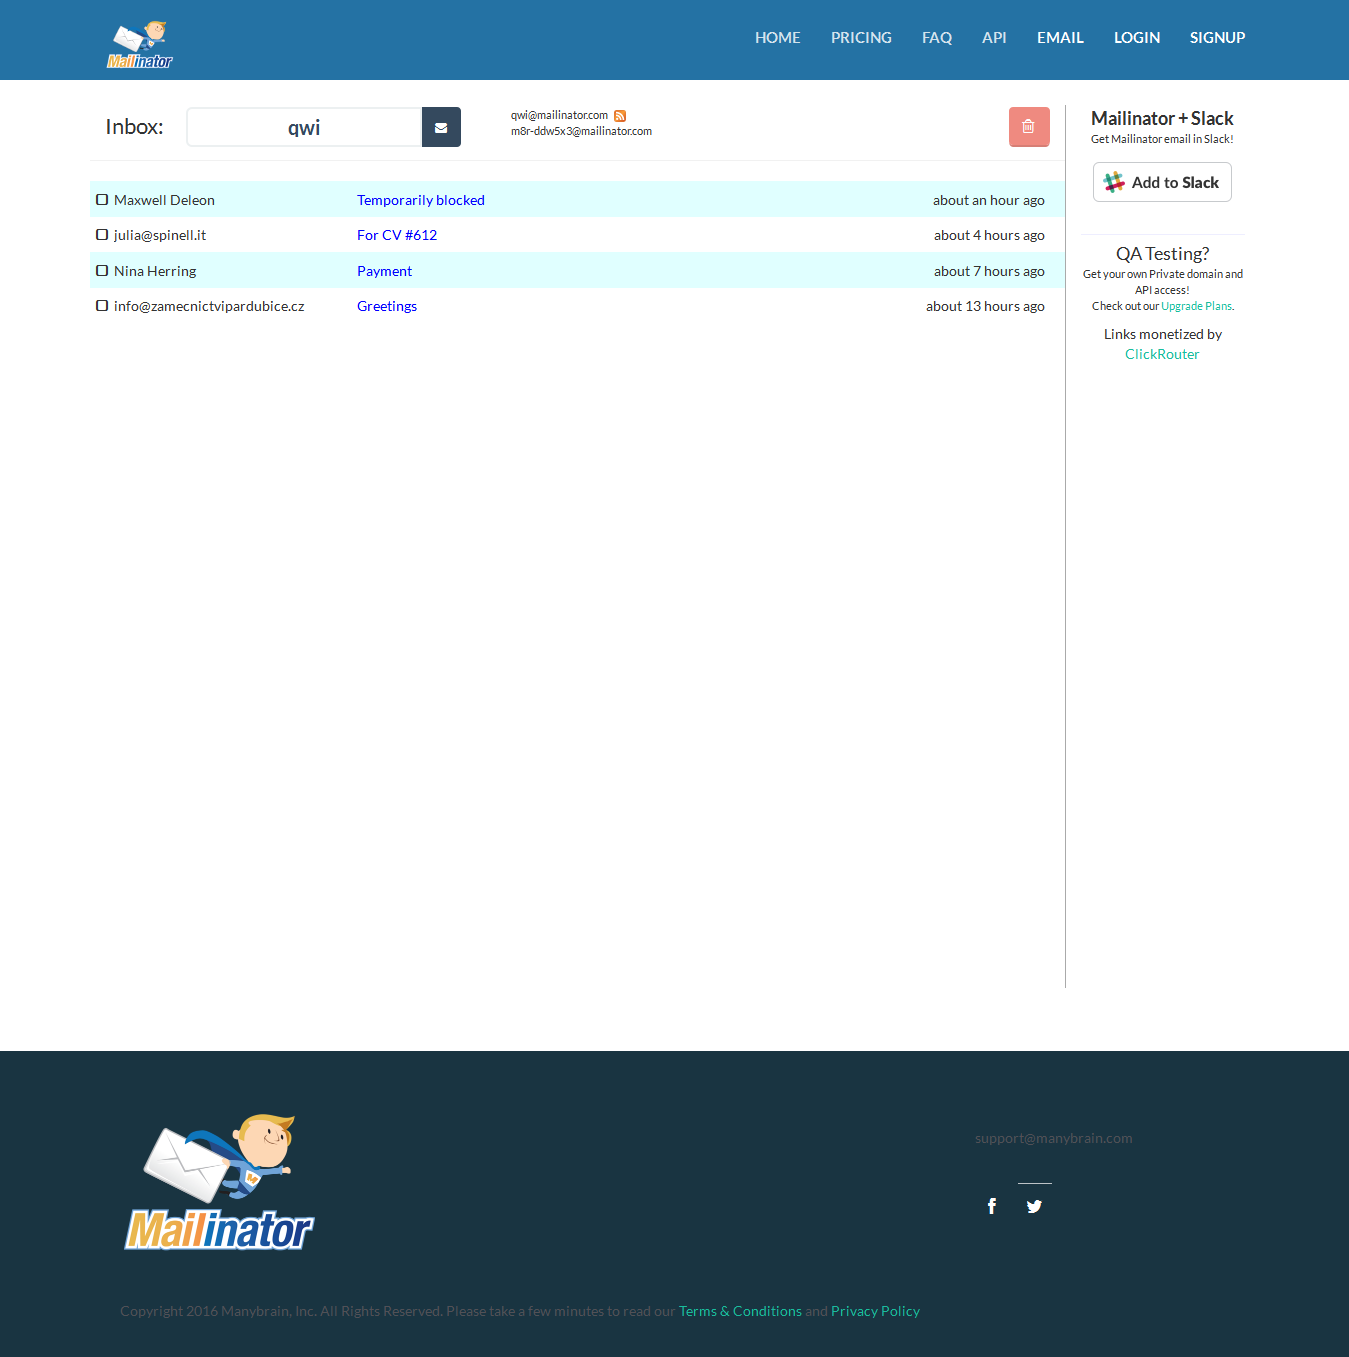 Mailinator
HOME PRICING FAQ API EMAIL LOGIN SIGNUP
Inbox: qwi
qwi@mailinator.com
m8r-ddw5x3@mailinator.com
Maxwell Deleon Temporarily blocked about an hour ago
julia@spinell.it For CV #612 about 4 hours ago
Nina Herring Payment about 7 hours ago
info@zamecnictvipardubice.cz Greetings about 13 hours ago
Mailinator + Slack
Get Mailinator email in Slack!
Add to Slack
QA Testing?
Get your own Private domain and
API access!
Check out our Upgrade Plans.
Links monetized by
ClickRouter
M
Mailinator
support@manybrain.com
Copyright 2016 Manybrain, Inc. All Rights Reserved. Please take a few minutes to read our Terms & Conditions and Privacy Policy